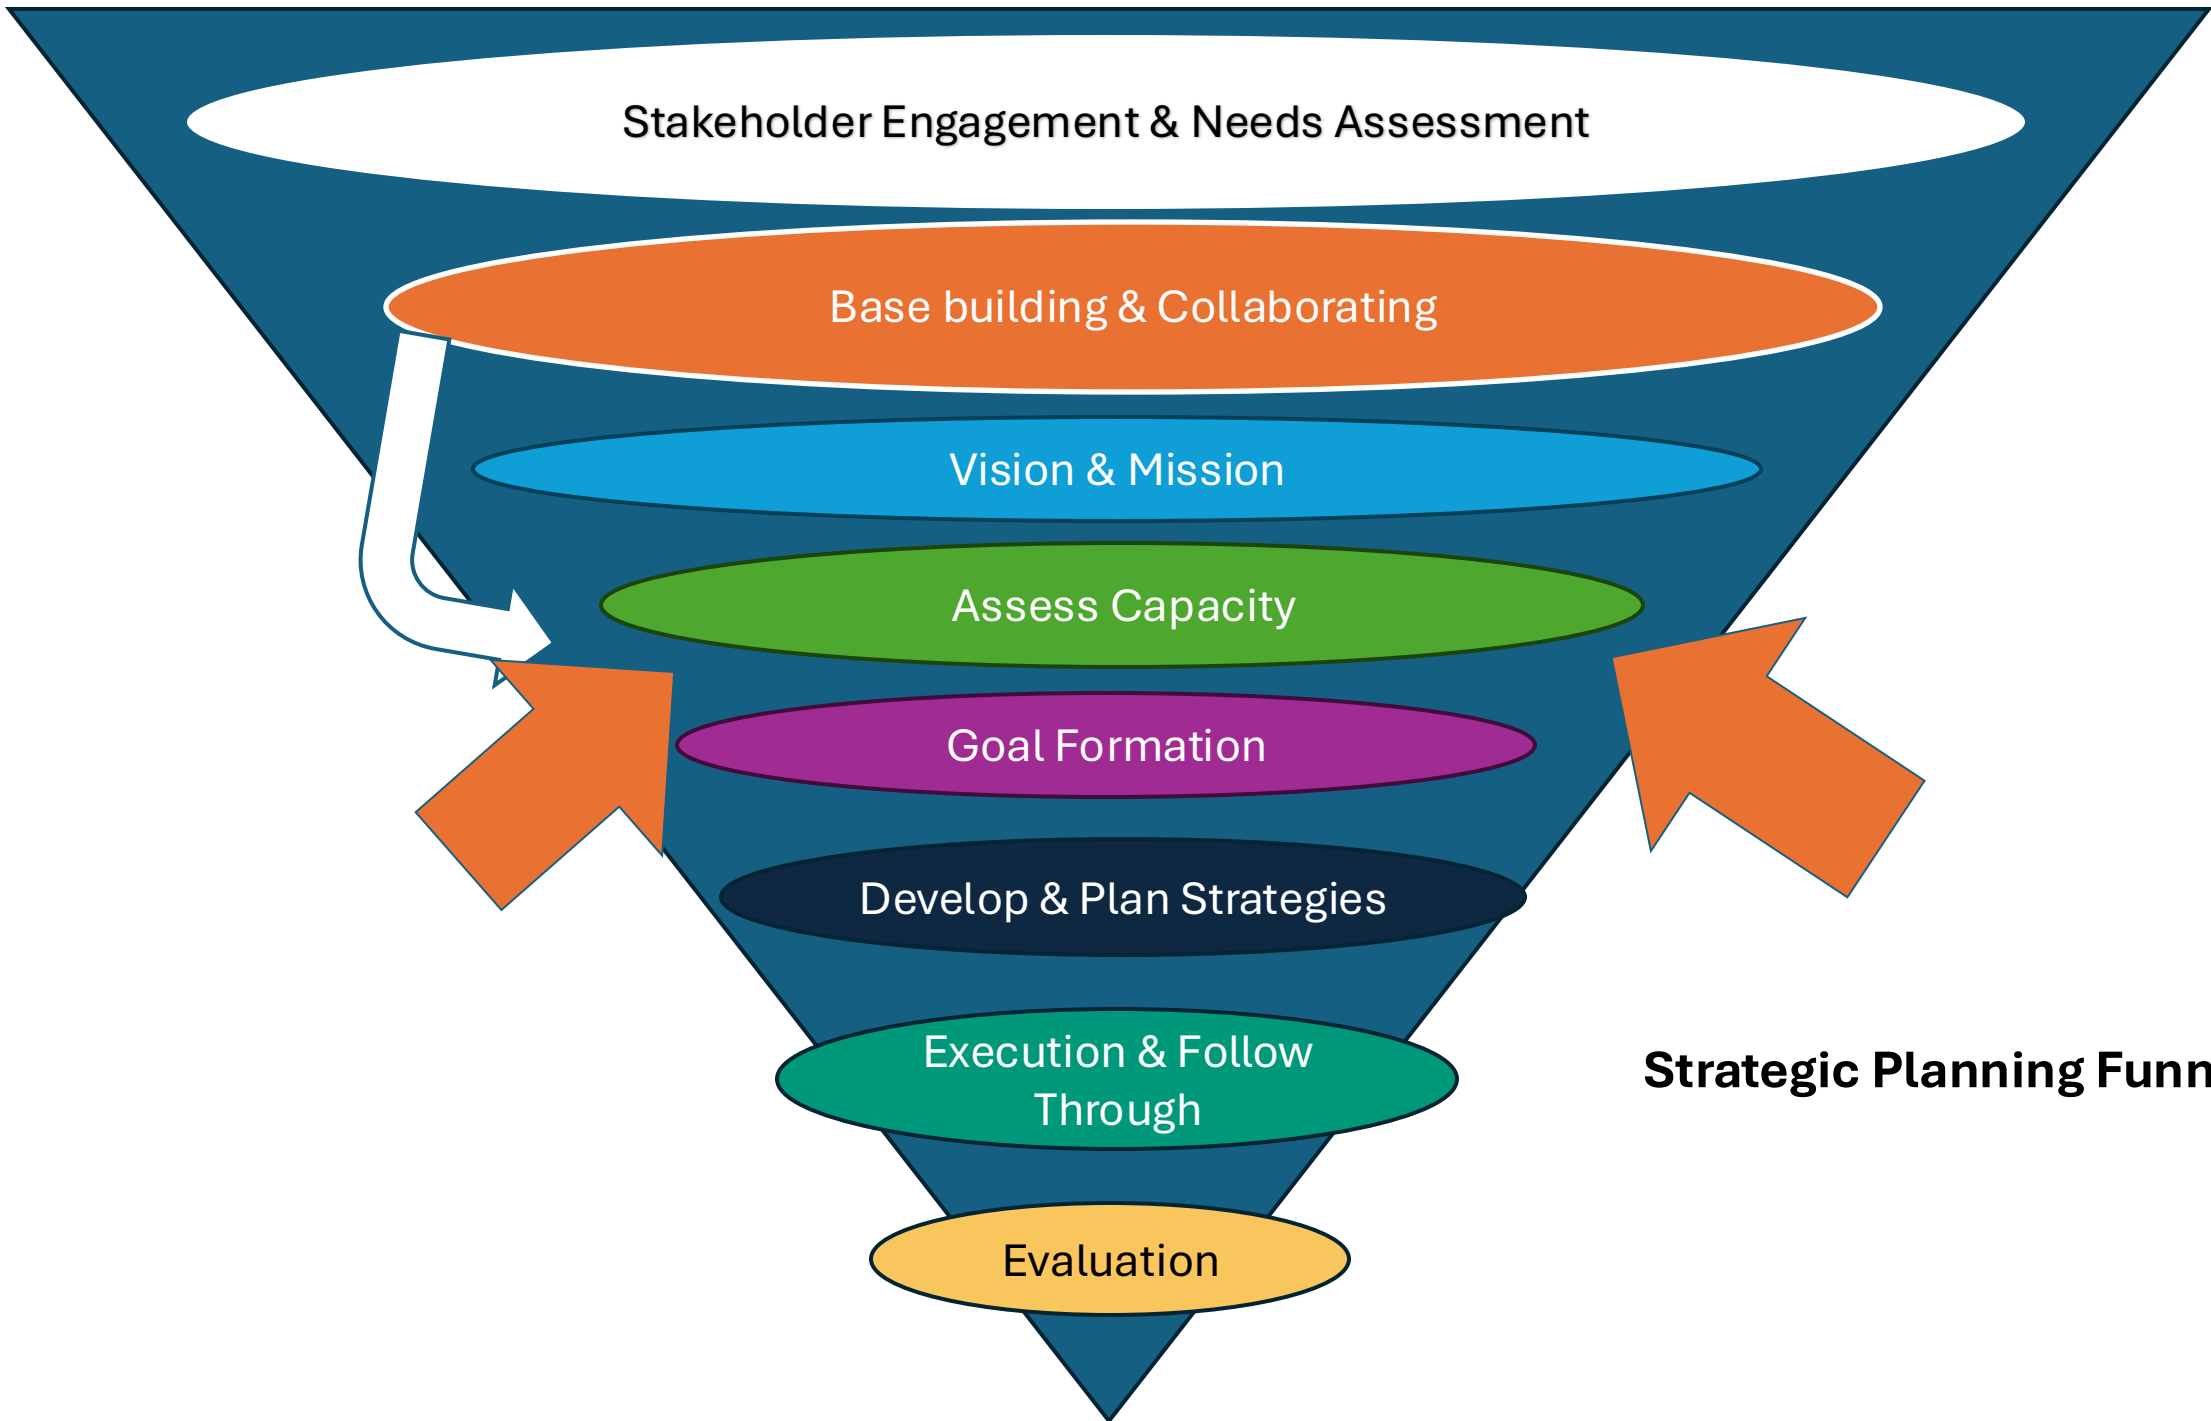 Stakeholder Engagement & Needs Assessment
Base building & Collaborating
Vision & Mission
Assess Capacity
Goal Formation
Develop & Plan Strategies
Execution & Follow
Through
Strategic Planning Funn
Evaluation